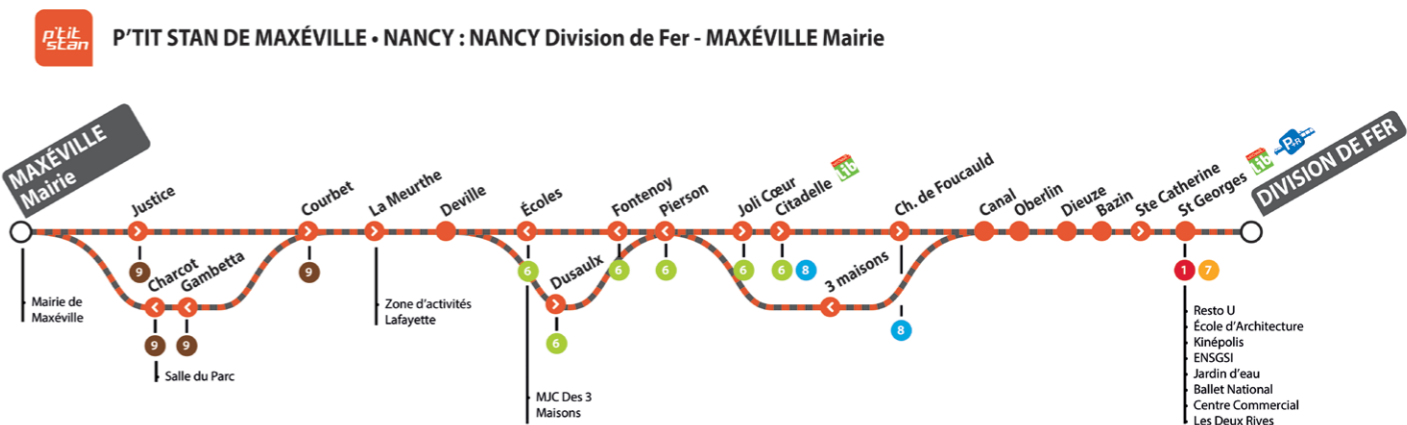 p'tit
stan
P'TIT STAN DE MAXÉVILLE • NANCY : NANCY Division de Fer - MAXÉVILLE Mairie
MAXÉVILLE
Mairie
Justice
Courbet
La Meurthe
Deville
Écoles
Fontenoy
Pierson
Joli Cœur
Citadelle
Lib
Ch. de Foucauld
Canal
Oberlin
Dieuze
Bazin
Ste Catherine
St Georges
Lib
P+R
DIVISION DE FER
Charcot
Gambetta
Dusaulx
3 maisons
9
9
6
6
6
6
6
8
1
7
9
9
6
8
Mairie de
Maxéville
Salle du Parc
Zone d'activités
Lafayette
MJC Des 3
Maisons
Resto U
École d'Architecture
Kinépolis
ENSGSI
Jardin d'eau
Ballet National
Centre Commercial
Les Deux Rives